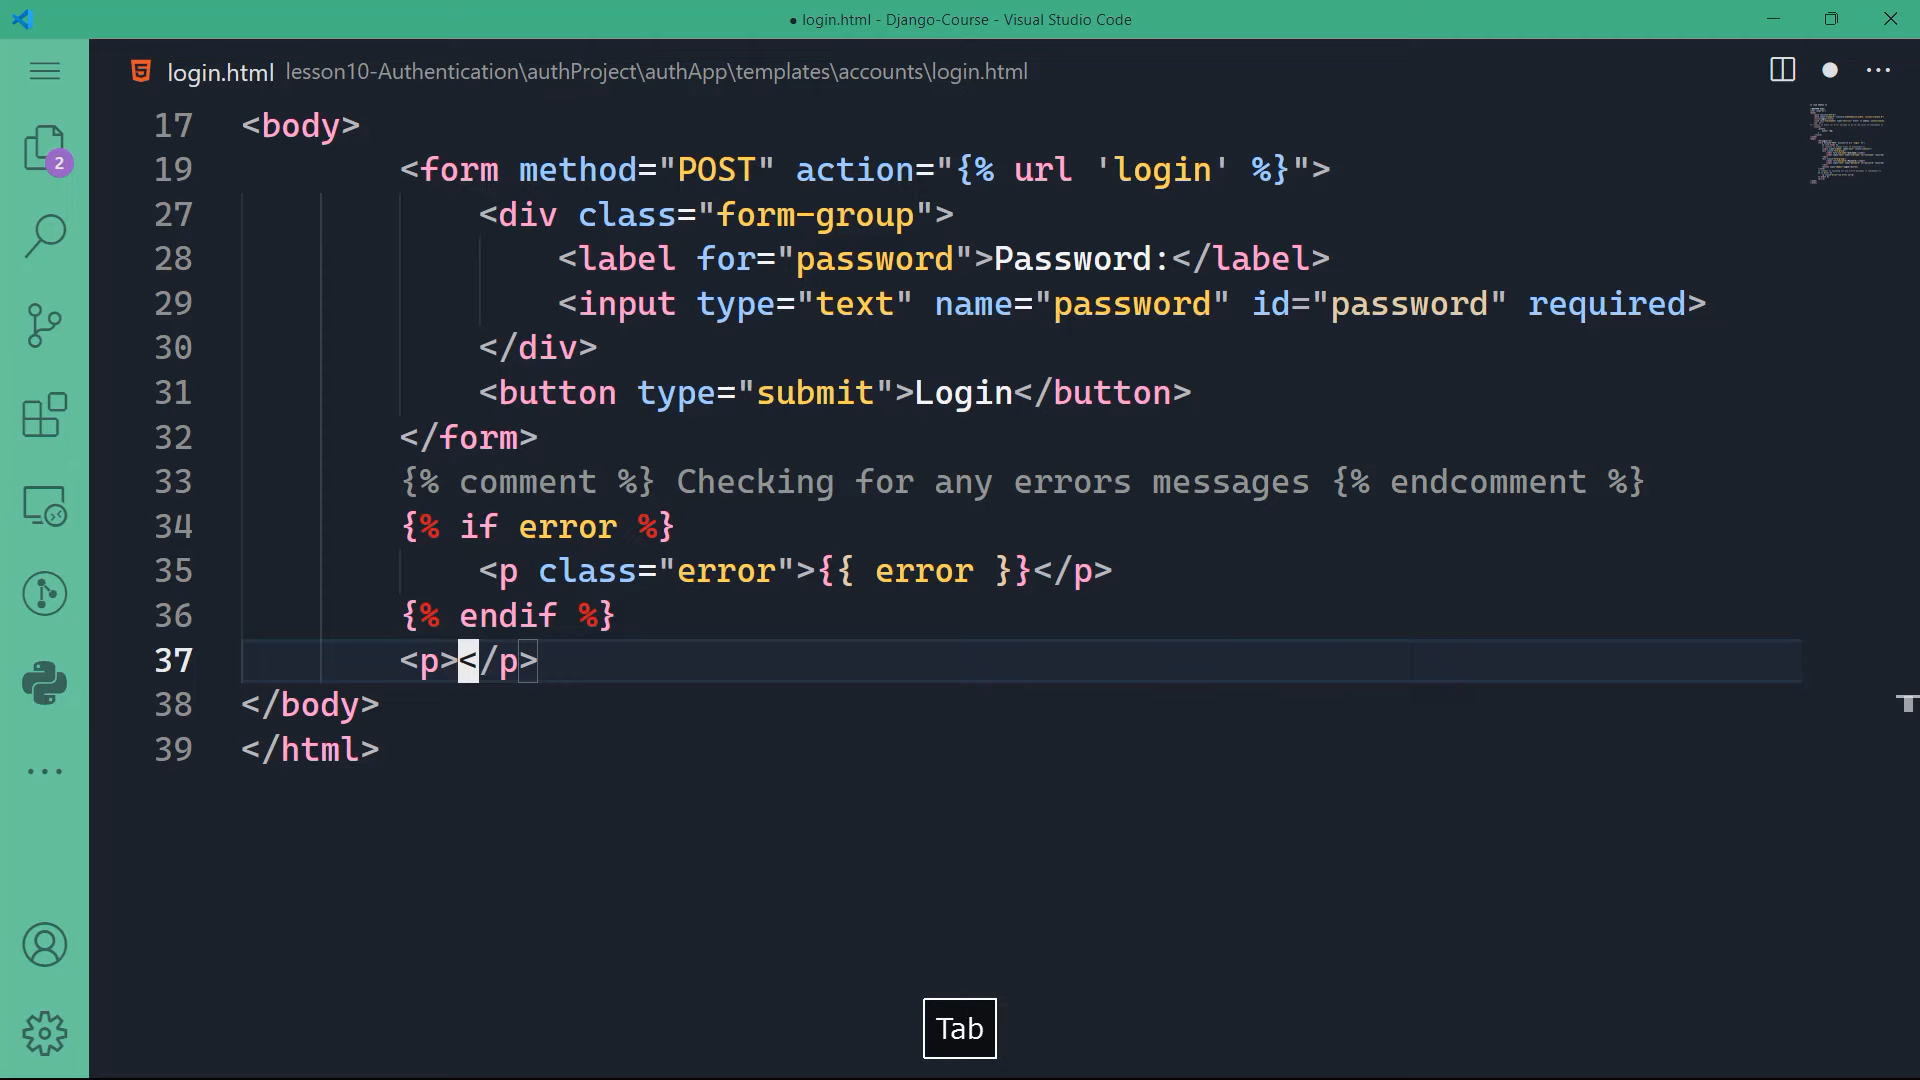 ● login.html - Django-Course - Visual Studio Code
login.html lesson10-Authentication\authProject\authApp\templates\accounts\login.html
17 <body>
19 <form method="POST" action="{% url 'login' %}">
27 <div class="form-group">
28 <label for="password">Password:</label>
29 <input type="text" name="password" id="password" required>
30 </div>
31 <button type="submit">Login</button>
32 </form>
33 {% comment %} Checking for any errors messages {% endcomment %}
34 {% if error %}
35 <p class="error">{{ error }}</p>
36 {% endif %}
37 <p></p>
38 </body>
39 </html>
2
Tab